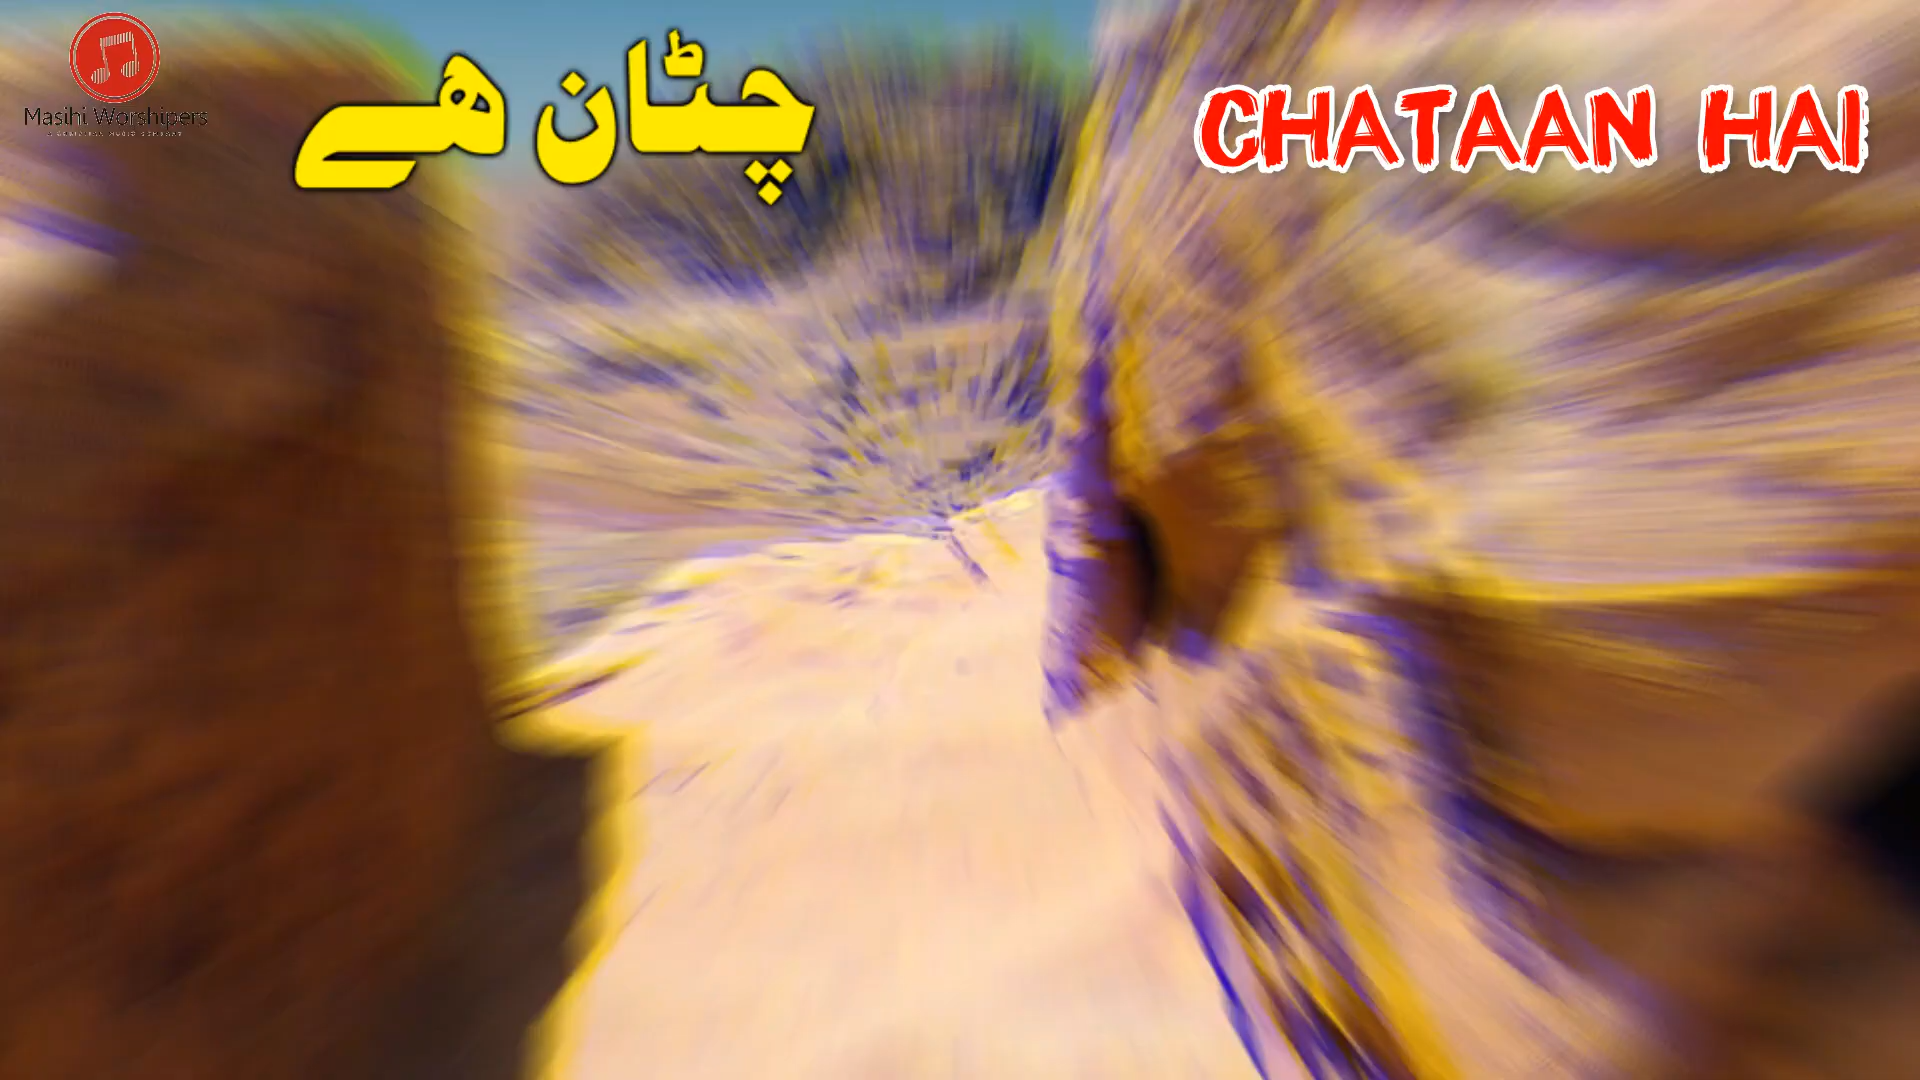 Masihi Worshipers
چٹان ھے
CHATAAN HAI